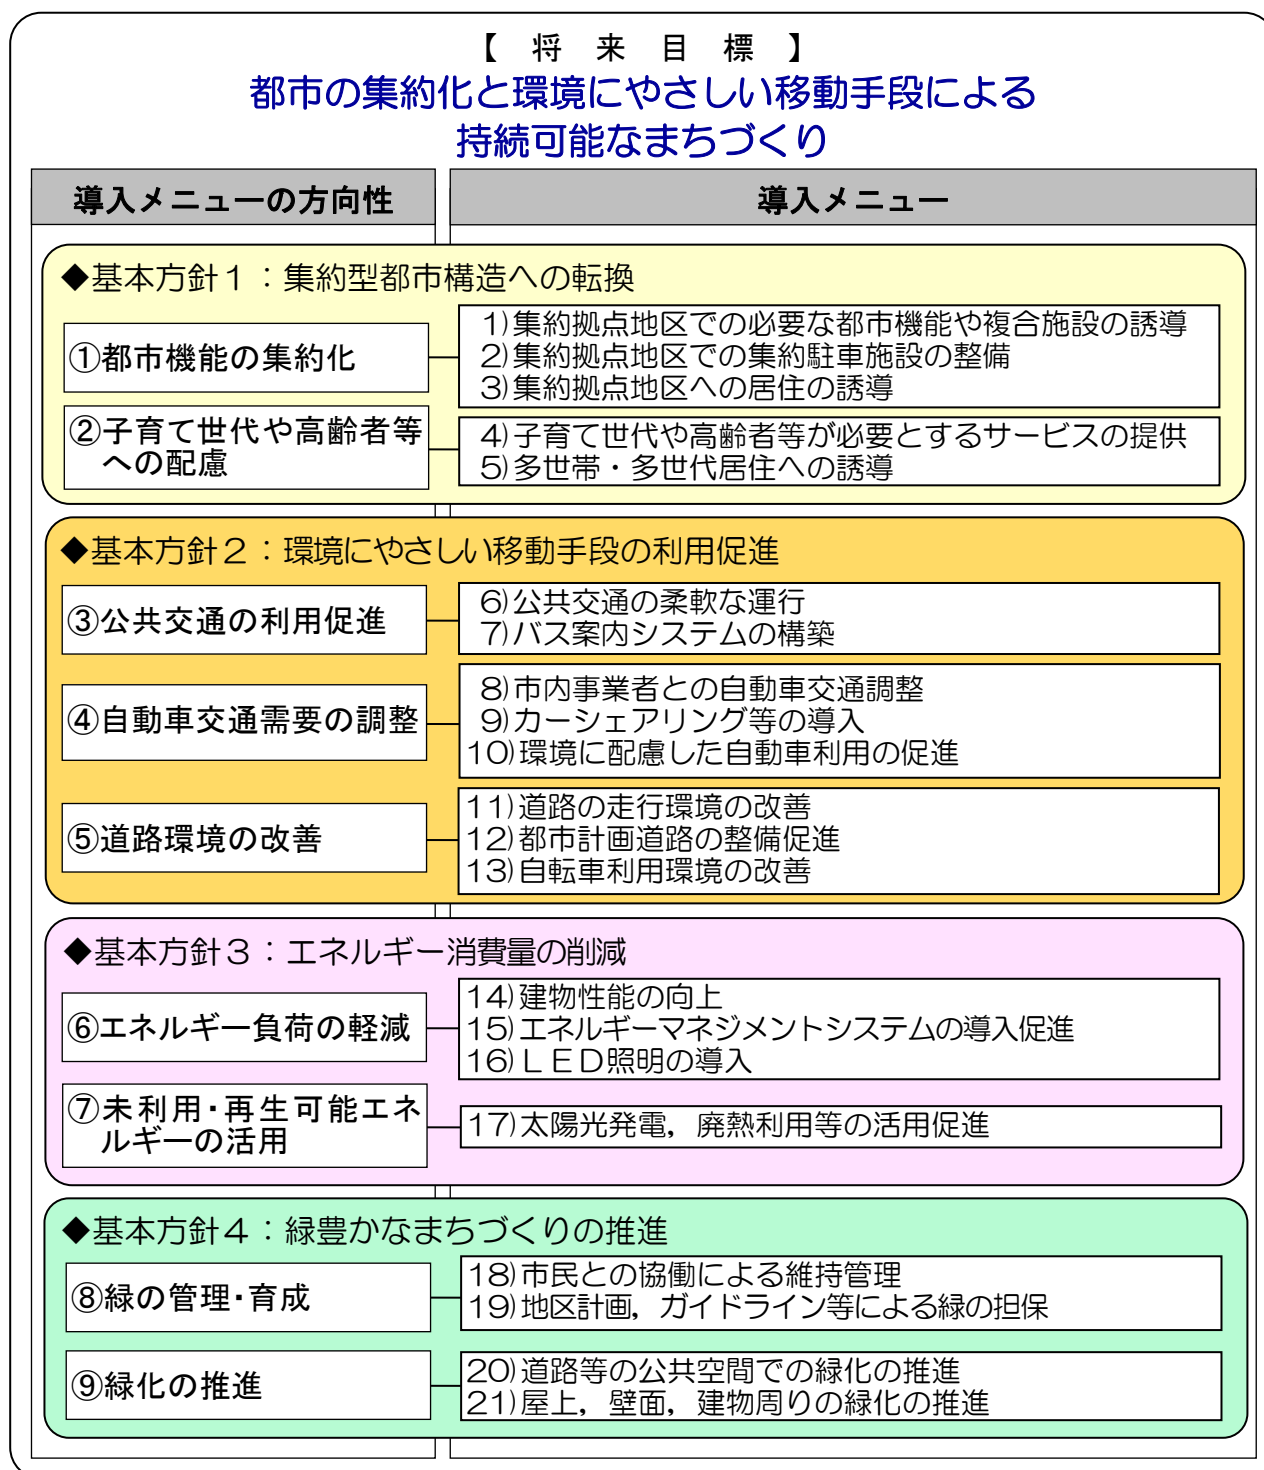 【 将 来 目 標 】
都市の集約化と環境にやさしい移動手段による
持続可能なまちづくり
導入メニューの方向性
導入メニュー
◆基本方針１：集約型都市構造への転換
①都市機能の集約化
1)集約拠点地区での必要な都市機能や複合施設の誘導
2)集約拠点地区での集約駐車施設の整備
3)集約拠点地区への居住の誘導
②子育て世代や高齢者等
への配慮
4)子育て世代や高齢者等が必要とするサービスの提供
5)多世帯・多世代居住への誘導
◆基本方針２：環境にやさしい移動手段の利用促進
③公共交通の利用促進
6)公共交通の柔軟な運行
7)バス案内システムの構築
④自動車交通需要の調整
8)市内事業者との自動車交通調整
9)カーシェアリング等の導入
10)環境に配慮した自動車利用の促進
⑤道路環境の改善
11)道路の走行環境の改善
12)都市計画道路の整備促進
13)自転車利用環境の改善
◆基本方針３：エネルギー消費量の削減
⑥エネルギー負荷の軽減
14)建物性能の向上
15)エネルギーマネジメントシステムの導入促進
16)ＬＥＤ照明の導入
⑦未利用・再生可能エネ
ルギーの活用
17)太陽光発電，廃熱利用等の活用促進
◆基本方針４：緑豊かなまちづくりの推進
⑧緑の管理・育成
18)市民との協働による維持管理
19)地区計画，ガイドライン等による緑の担保
⑨緑化の推進
20)道路等の公共空間での緑化の推進
21)屋上，壁面，建物周りの緑化の推進